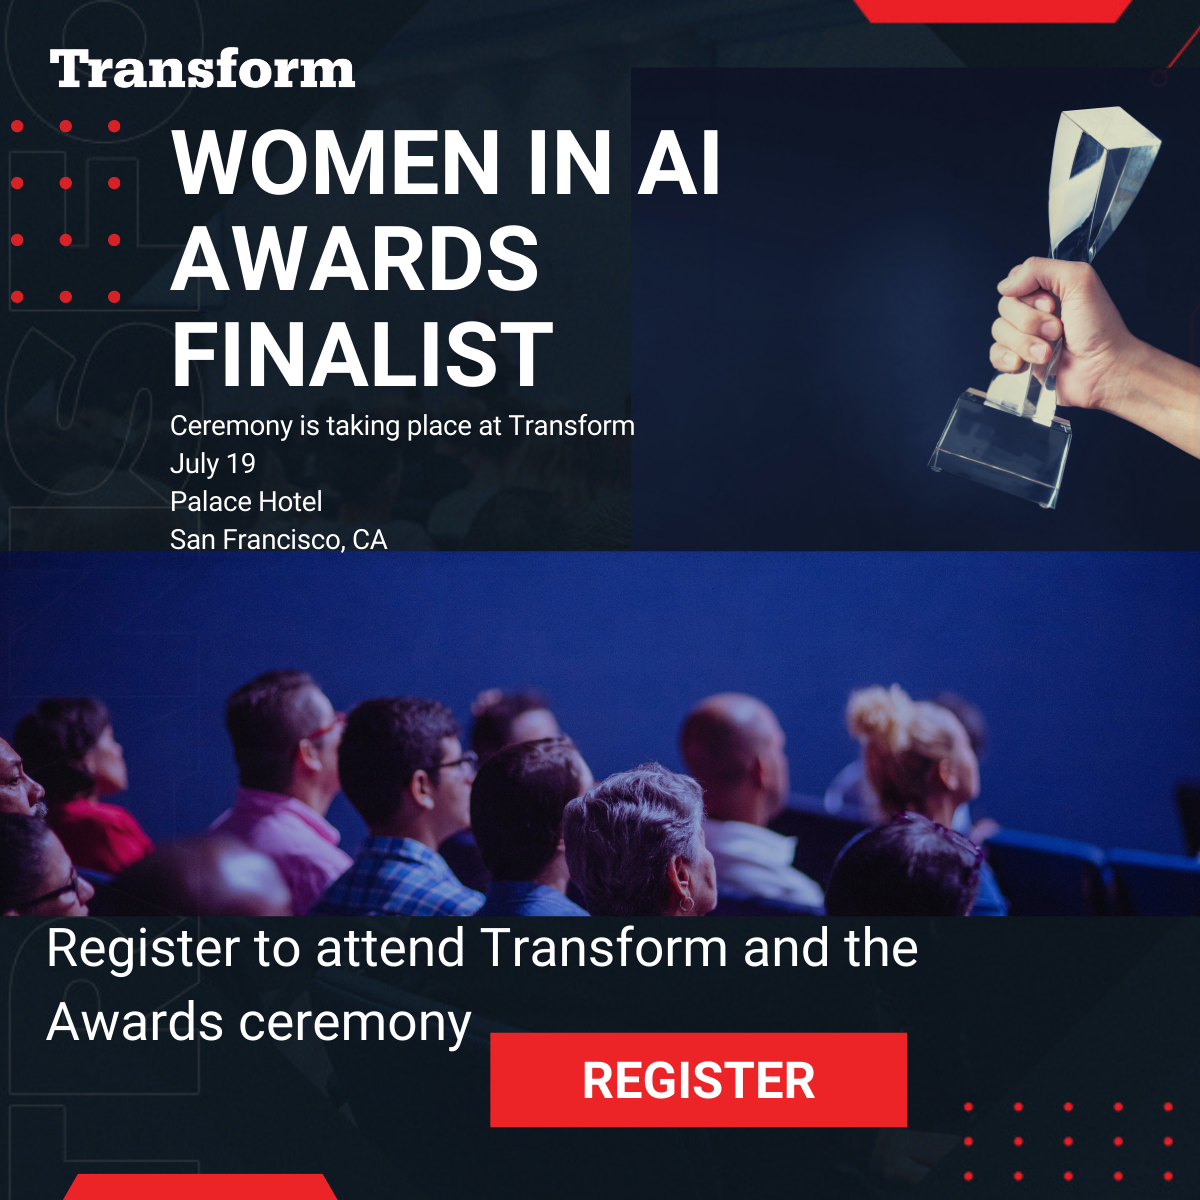 Transform
WOMEN IN AI
AWARDS
FINALIST
Ceremony is taking place at Transform
July 19
Palace Hotel
San Francisco, CA
Register to attend Transform and the
Awards ceremony
REGISTER